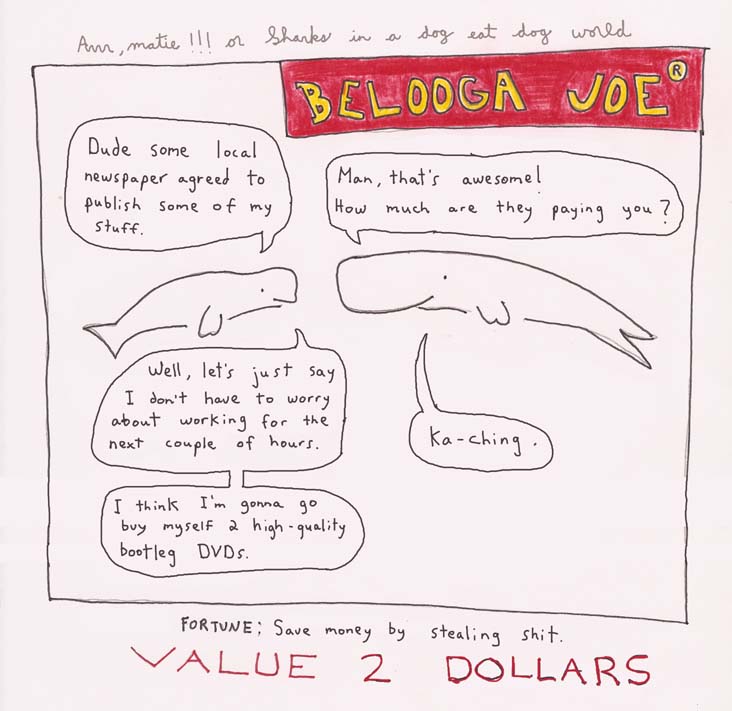 Arrr, matie!!! or Sharks in a dog eat dog world
BELOOGA JOE®
Dude some local
newspaper agreed to
publish some of my
stuff.
Man, that's awesome!
How much are they paying you?
Well, let's just say
I don't have to worry
about working for the
next couple of hours.
Ka-ching.
I think I'm gonna go
buy myself 2 high-quality
bootleg DVDs.
FORTUNE; Save money by stealing shit.
VALUE 2 DOLLARS